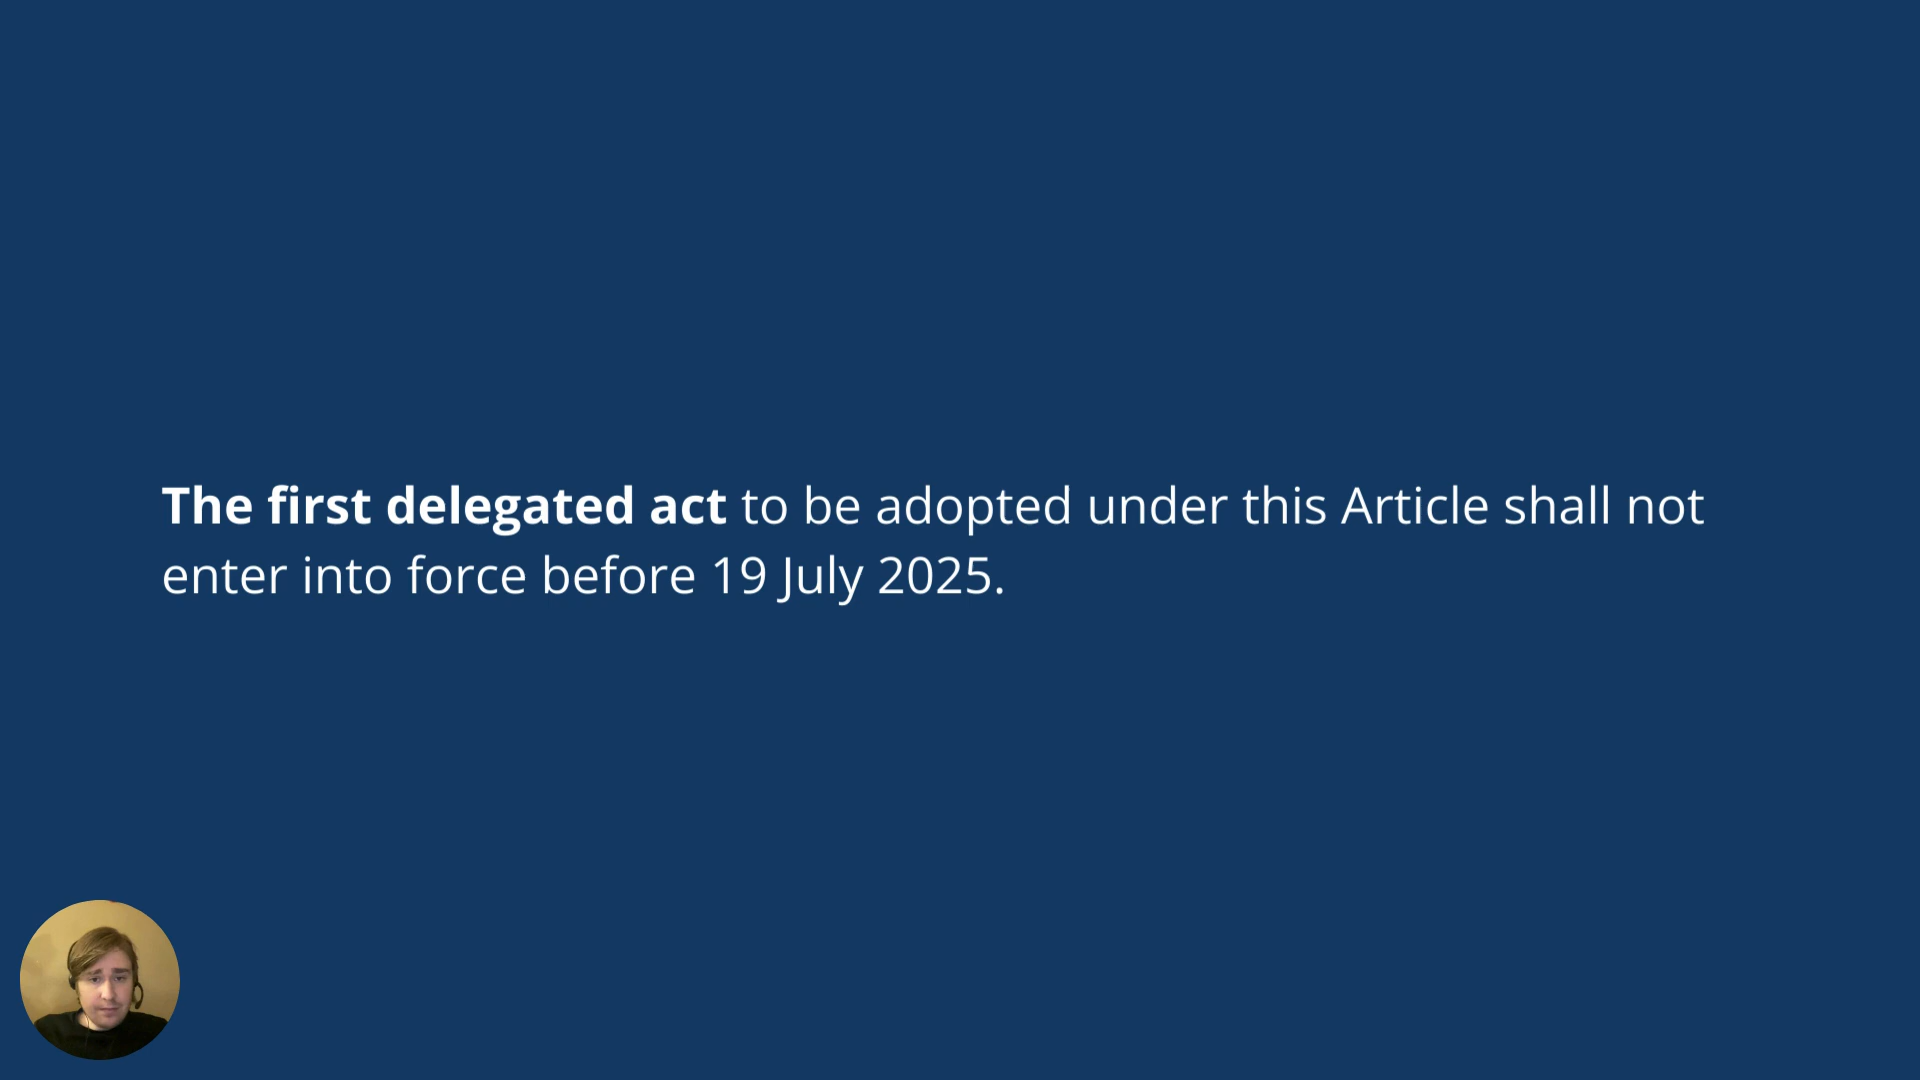 The first delegated act to be adopted under this Article shall not
enter into force before 19 July 2025.